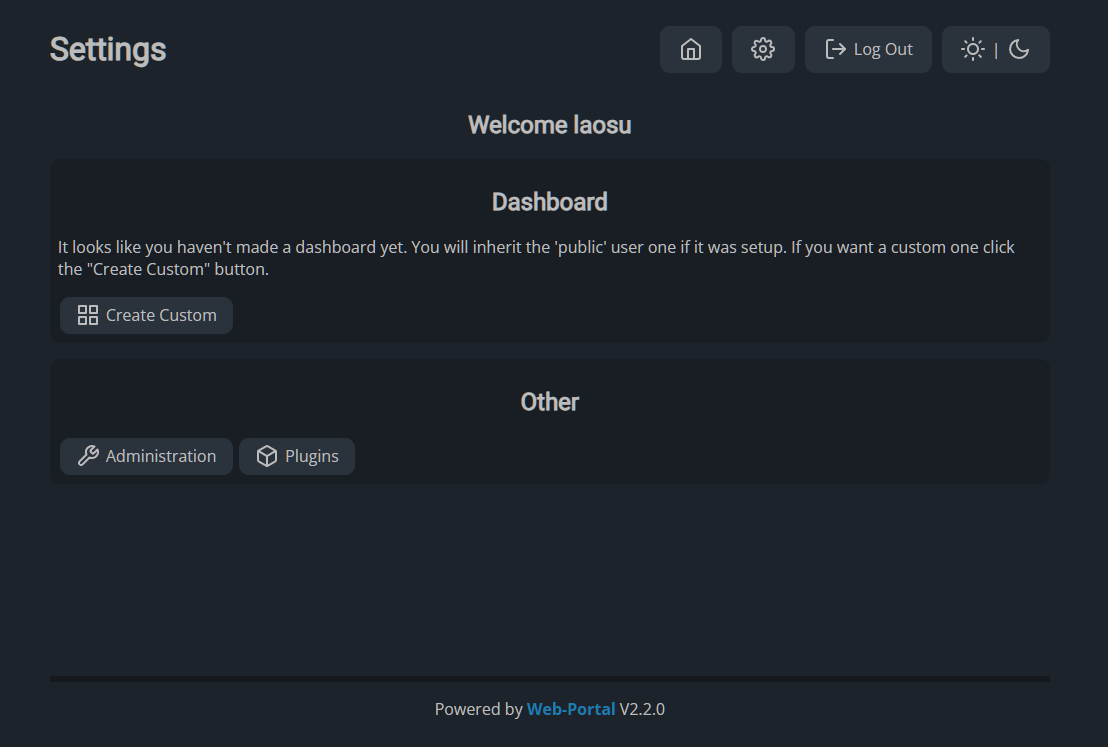 Settings
Log Out
|
Welcome laosu
Dashboard
It looks like you haven't made a dashboard yet. You will inherit the 'public' user one if it was setup. If you want a custom one click
the "Create Custom" button.
Create Custom
Other
Administration
Plugins
Powered by Web-Portal V2.2.0